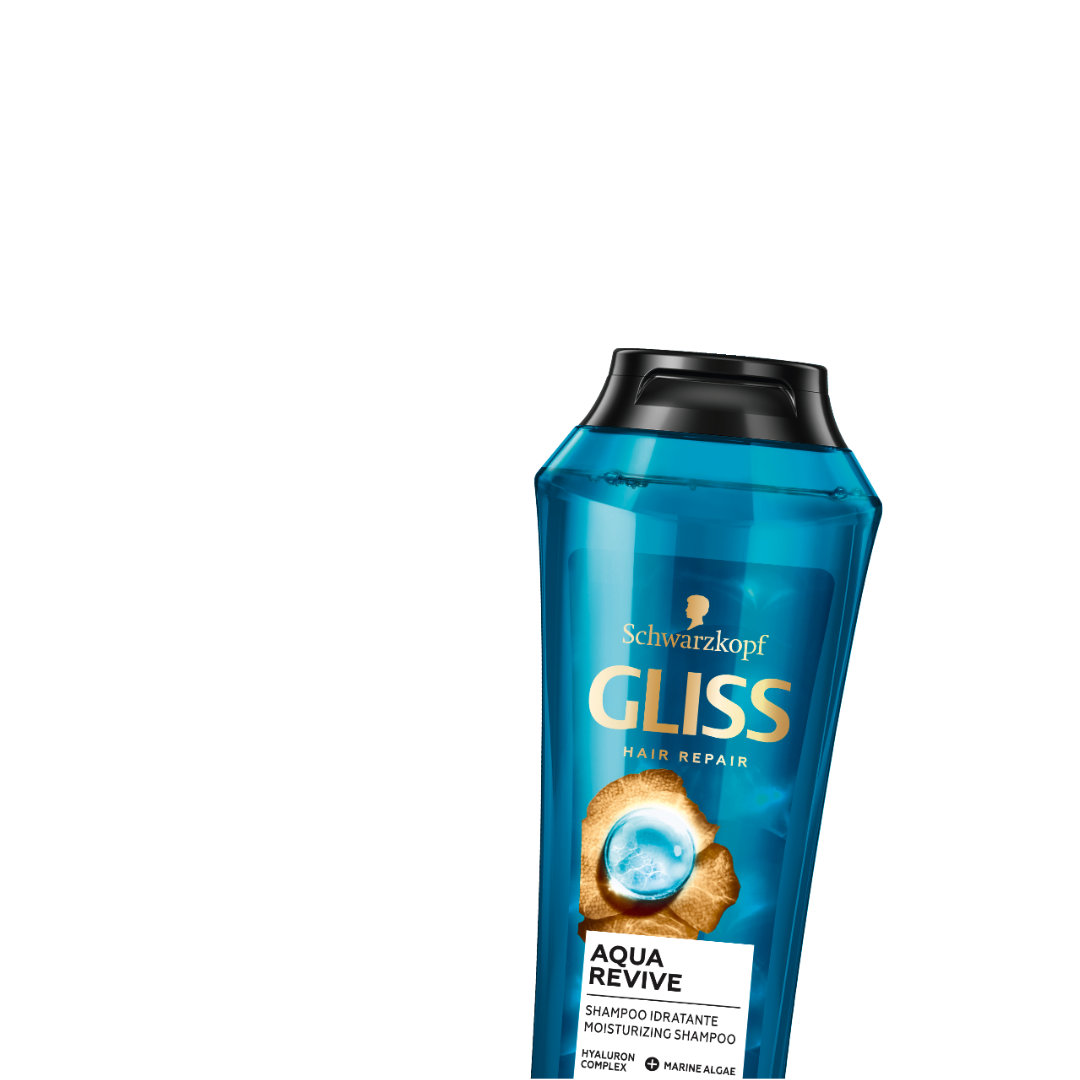 Schwarzkopf
GLISS
HAIR REPAIR
AQUA
REVIVE
SHAMPOO IDRATANTE
MOISTURIZING SHAMPOO
HYALURON
COMPLEX
+ MARINE ALGAE